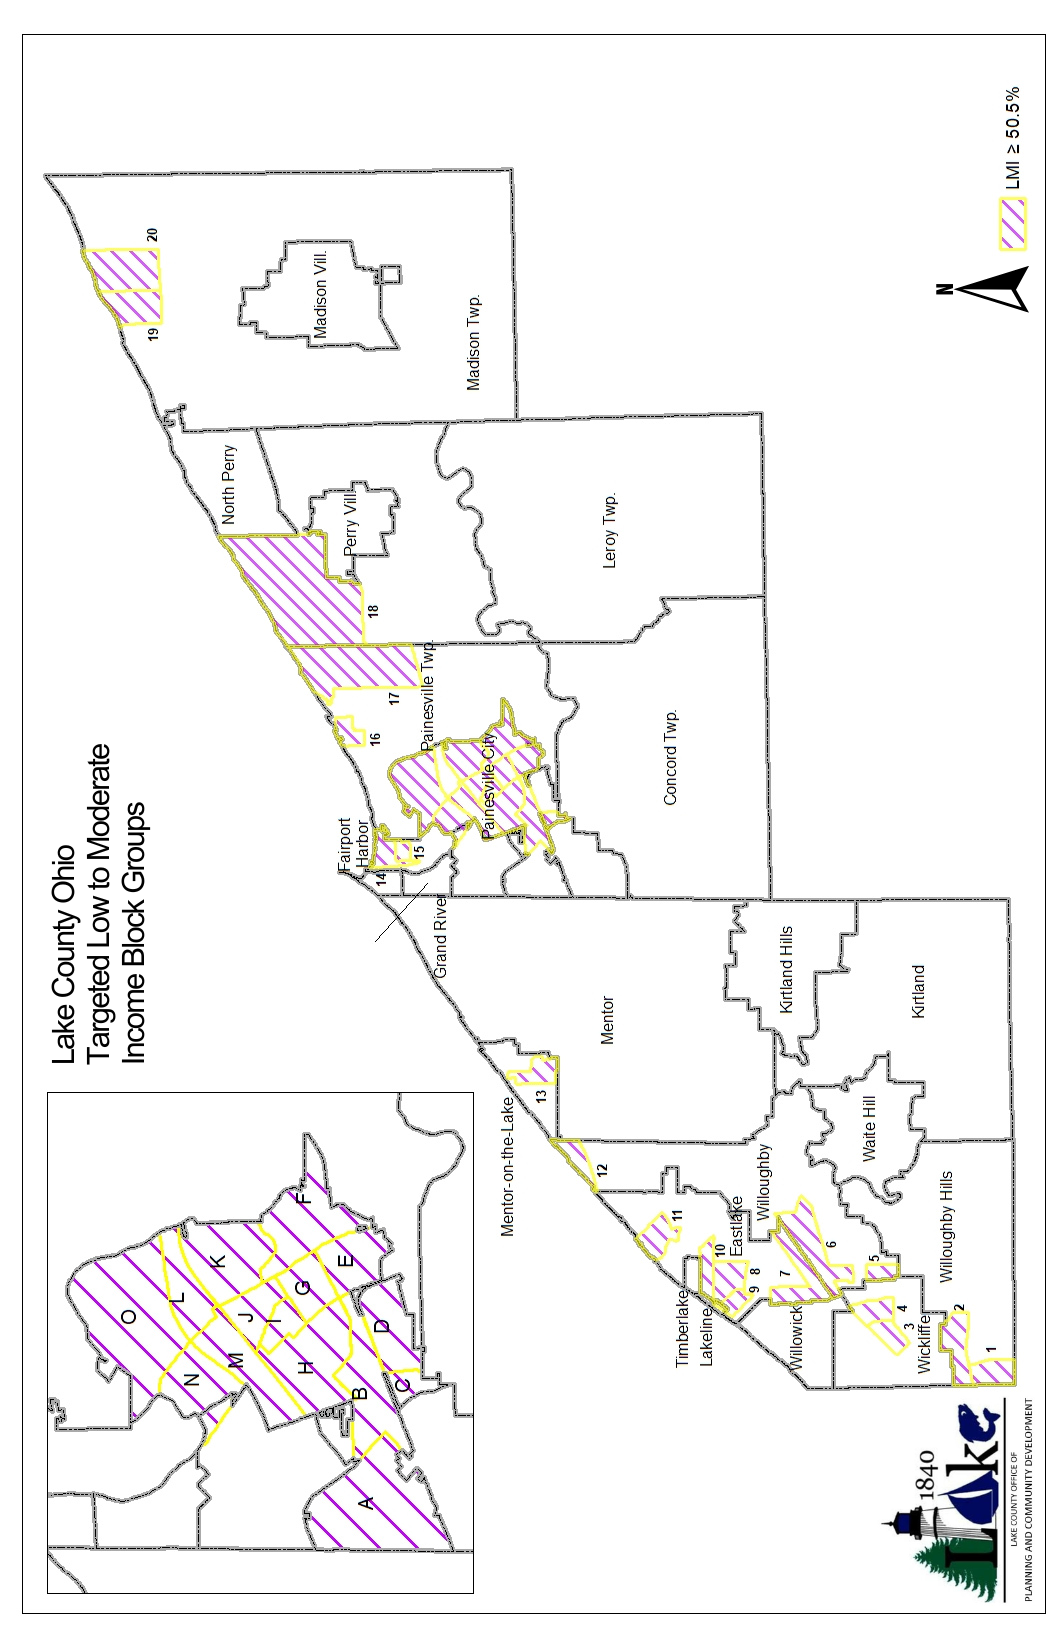 Lake County Ohio
Targeted Low to Moderate
Income Block Groups
A
B
C
D
E
F
G
H
I
J
K
L
M
N
O
Mentor-on-the-Lake
Timberlake
Lakeline
Willowick
Wickliffe
Eastlake
Willoughby
Willoughby Hills
Waite Hill
Kirtland
Kirtland Hills
Mentor
Grand River
Fairport
Harbor
Painesville City
Painesville Twp.
Concord Twp.
Leroy Twp.
Perry Vill.
North Perry
Madison Vill.
Madison Twp.
1
2
3
4
5
6
7
8
9
10
11
12
13
14
15
16
17
18
19
20
N
LMI ≥ 50.5%
1840
Lake
LAKE COUNTY OFFICE OF
PLANNING AND COMMUNITY DEVELOPMENT